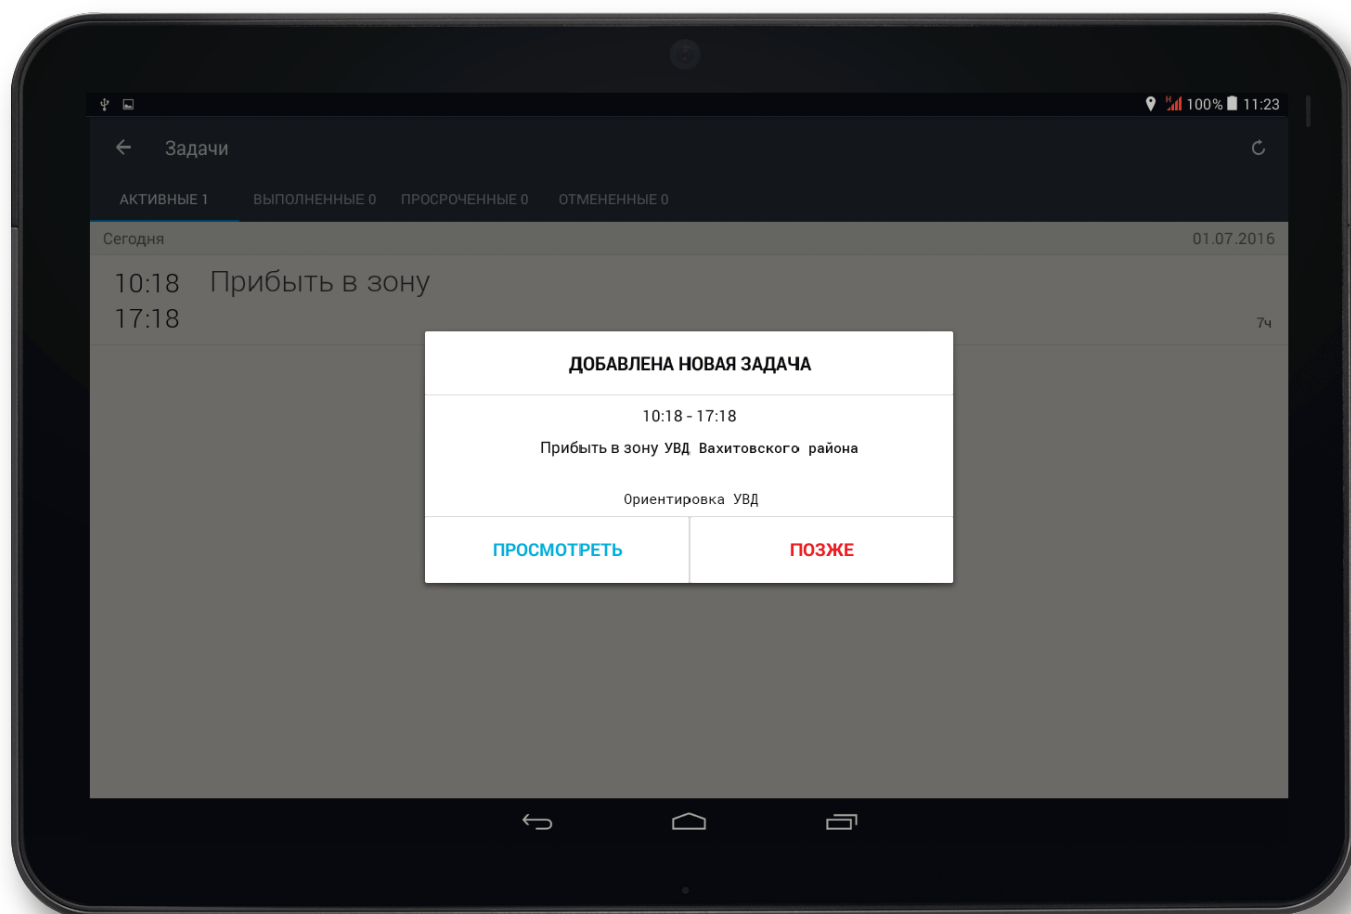 100% 11:23
Задачи
АКТИВНЫЕ 1 ВЫПОЛНЕННЫЕ 0 ПРОСРОЧЕННЫЕ 0 ОТМЕНЕННЫЕ 0
Сегодня 01.07.2016
10:18 Прибыть в зону
17:18 7ч
ДОБАВЛЕНА НОВАЯ ЗАДАЧА
10:18 - 17:18
Прибыть в зону УВД Вахитовского района
Ориентировка УВД
ПРОСМОТРЕТЬ ПОЗЖЕ